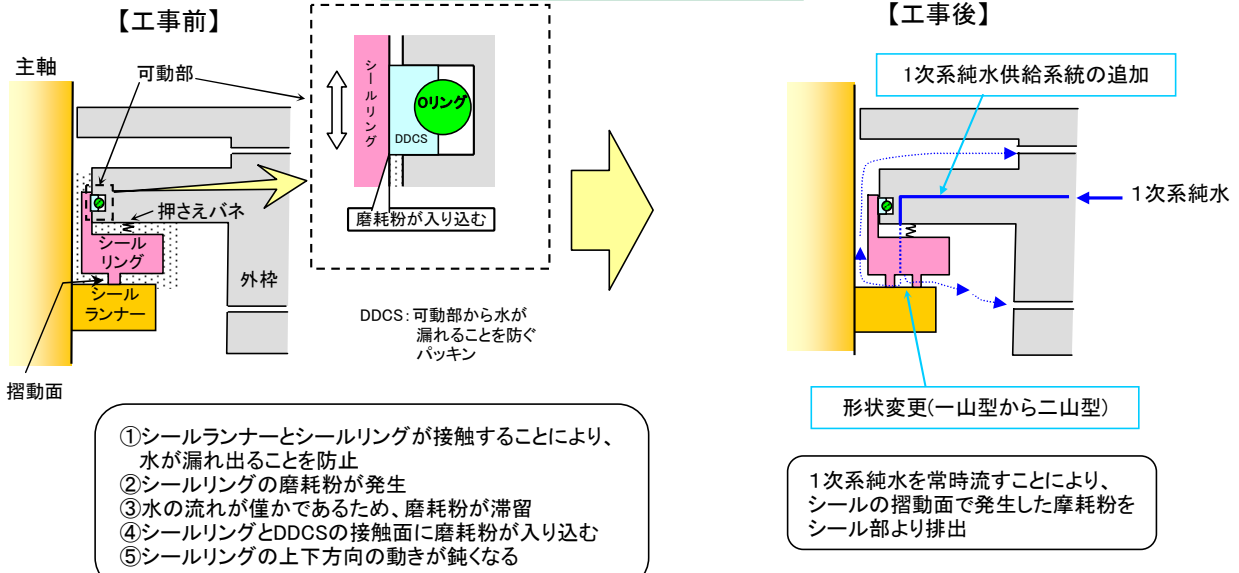 【工事前】
主軸
可動部
シールリング
DDCS
Oリング
磨耗粉が入り込む
押さえバネ
シール
リング
シール
ランナー
外枠
摺動面
DDCS:可動部から水が
漏れることを防ぐ
パッキン
①シールランナーとシールリングが接触することにより、
水が漏れ出ることを防止
②シールリングの磨耗粉が発生
③水の流れが僅かであるため、磨耗粉が滞留
④シールリングとDDCSの接触面に磨耗粉が入り込む
⑤シールリングの上下方向の動きが鈍くなる
【工事後】
1次系純水供給系統の追加
1次系純水
形状変更(一山型から二山型)
1次系純水を常時流すことにより、
シールの摺動面で発生した摩耗粉を
シール部より排出